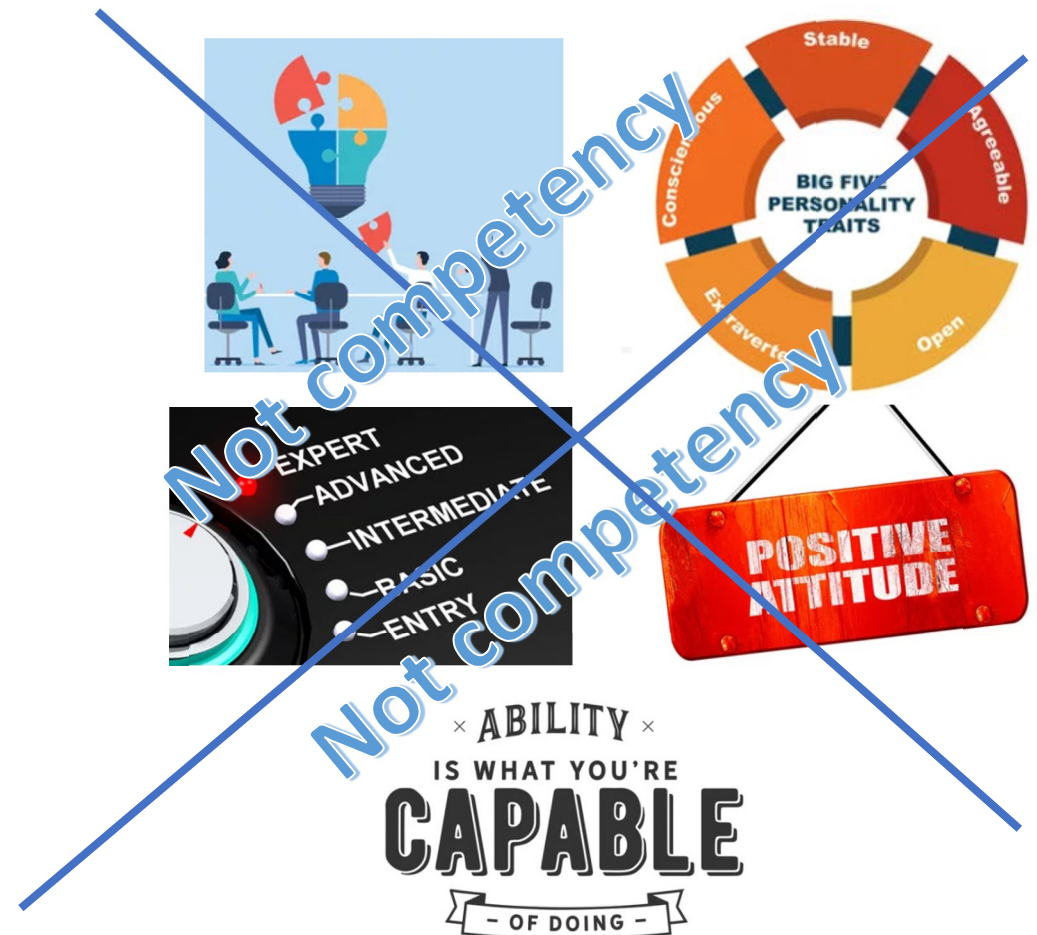 Stable
Conscientious
Agreeable
BIG FIVE
PERSONALITY
TRAITS
Extraverted
Open
Not competency
EXPERT
ADVANCED
INTERMEDIATE
BASIC
ENTRY
POSITIVE
ATTITUDE
Not competency
× ABILITY ×
IS WHAT YOU'RE
CAPABLE
- OF DOING -